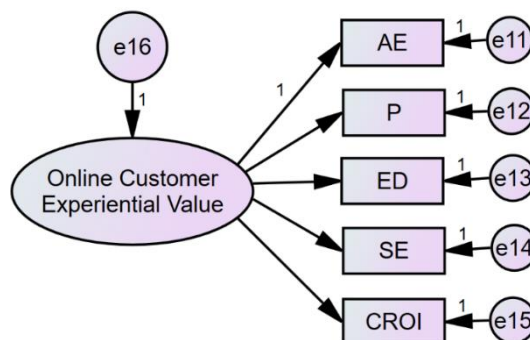 e16
1
Online Customer
Experiential Value
1
AE
1
e11
P
1
e12
ED
1
e13
SE
1
e14
CROI
1
e15